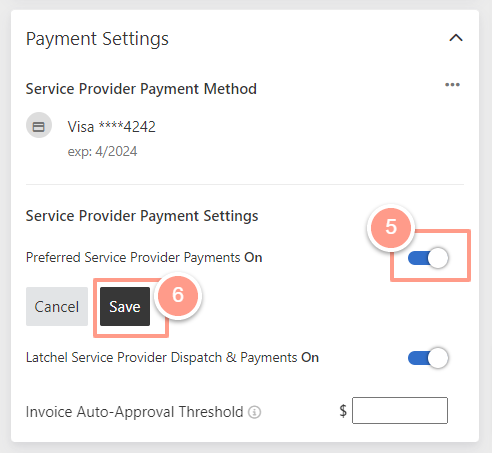 Payment Settings
Service Provider Payment Method
Visa ****4242
exp: 4/2024
Service Provider Payment Settings
5
Preferred Service Provider Payments On
Cancel Save 6
Latchel Service Provider Dispatch & Payments On
Invoice Auto-Approval Threshold $